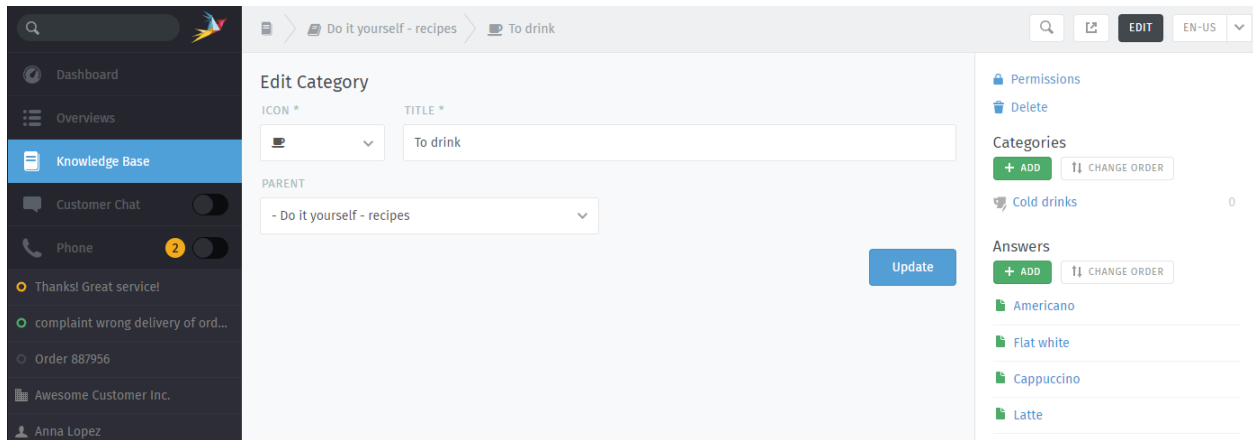 Do it yourself - recipes
To drink
EDIT
EN-US
Dashboard
Overviews
Knowledge Base
Customer Chat
Phone
2
Thanks! Great service!
complaint wrong delivery of ord...
Order 887956
Awesome Customer Inc.
Anna Lopez
Edit Category
ICON *
TITLE *
To drink
PARENT
- Do it yourself - recipes
Update
Permissions
Delete
Categories
+ ADD
CHANGE ORDER
Cold drinks
0
Answers
+ ADD
CHANGE ORDER
Americano
Flat white
Cappuccino
Latte